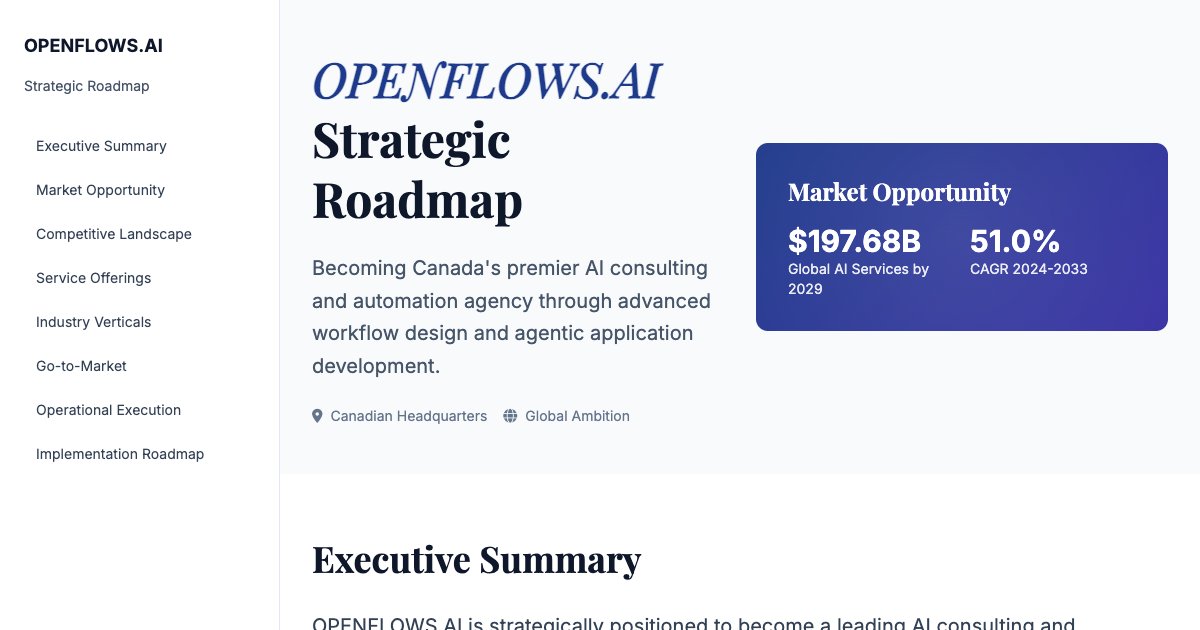 OPENFLOWS.AI
Strategic Roadmap
Executive Summary
Market Opportunity
Competitive Landscape
Service Offerings
Industry Verticals
Go-to-Market
Operational Execution
Implementation Roadmap
OPENFLOWS.AI
Strategic
Roadmap
Becoming Canada's premier AI consulting
and automation agency through advanced
workflow design and agentic application
development.
Canadian Headquarters
Global Ambition
Market Opportunity
$197.68B
Global AI Services by
2029
51.0%
CAGR 2024-2033
Executive Summary
OPENFLOWS.AI is strategically positioned to become a leading AI consulting and